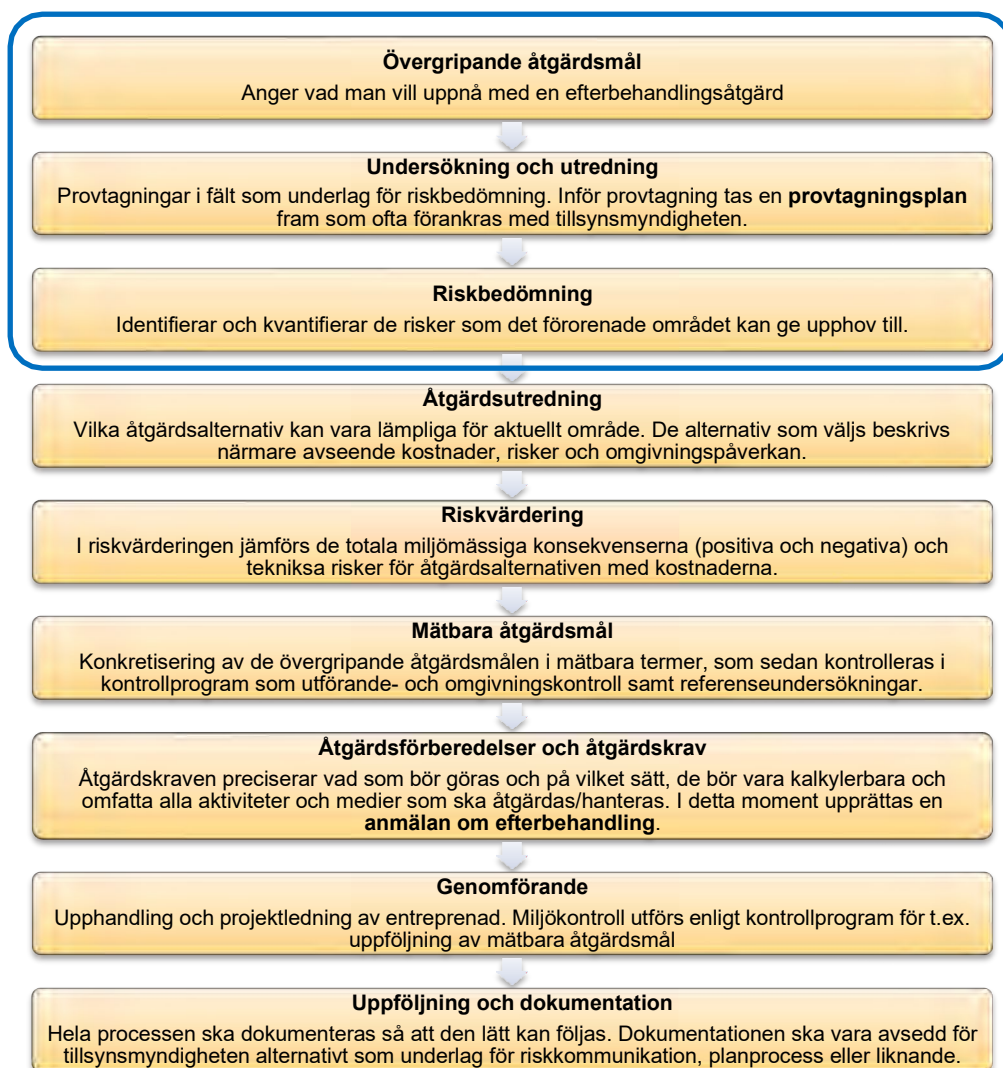 Övergripande åtgärdsmål
Anger vad man vill uppnå med en efterbehandlingsåtgärd
Undersökning och utredning
Provtagningar i fält som underlag för riskbedömning. Inför provtagning tas en provtagningsplan
fram som ofta förankras med tillsynsmyndigheten.
Riskbedömning
Identifierar och kvantifierar de risker som det förorenade området kan ge upphov till.
Åtgärdsutredning
Vilka åtgärdsalternativ kan vara lämpliga för aktuellt område. De alternativ som väljs beskrivs
närmare avseende kostnader, risker och omgivningspåverkan.
Riskvärdering
I riskvärderingen jämförs de totala miljömässiga konsekvenserna (positiva och negativa) och
tekniksa risker för åtgärdsalternativen med kostnaderna.
Mätbara åtgärdsmål
Konkretisering av de övergripande åtgärdsmålen i mätbara termer, som sedan kontrolleras i
kontrollprogram som utförande- och omgivningskontroll samt referenseundersökningar.
Åtgärdsförberedelser och åtgärdskrav
Åtgärdskraven preciserar vad som bör göras och på vilket sätt, de bör vara kalkylerbara och
omfatta alla aktiviteter och medier som ska åtgärdas/hanteras. I detta moment upprättas en
anmälan om efterbehandling.
Genomförande
Upphandling och projektledning av entreprenad. Miljökontroll utförs enligt kontrollprogram för t.ex.
uppföljning av mätbara åtgärdsmål
Uppföljning och dokumentation
Hela processen ska dokumenteras så att den lätt kan följas. Dokumentationen ska vara avsedd för
tillsynsmyndigheten alternativt som underlag för riskkommunikation, planprocess eller liknande.